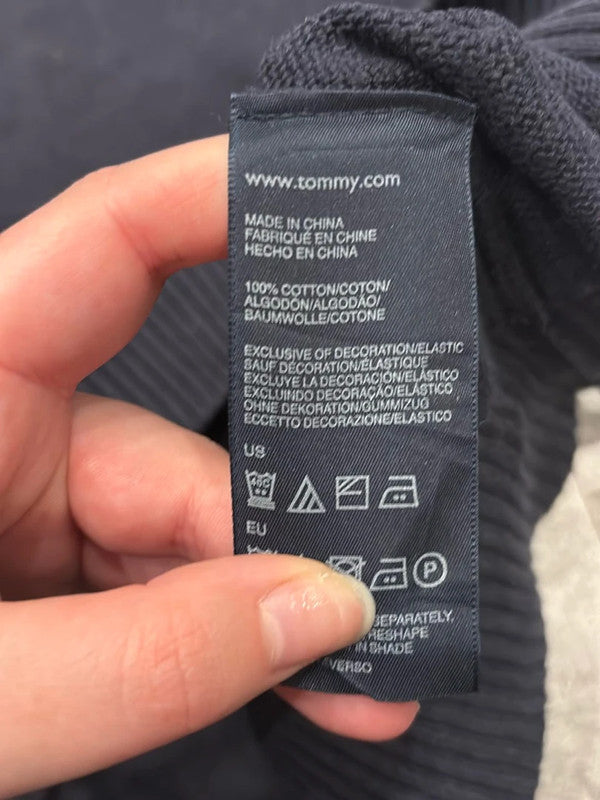 www.tommy.com
MADE IN CHINA
FABRIQUÉ EN CHINE
HECHO EN CHINA
100% COTTON/COTON/
ALGODÓN/ALGODÃO/
BAUMWOLLE/COTONE
EXCLUSIVE OF DECORATION/ELASTIC
SAUF DÉCORATION/ÉLASTIQUE
EXCLUYE LA DECORACIÓN/ELÁSTICO
EXCLUINDO DECORAÇÃO/ELÁSTICO
OHNE DEKORATION/GUMMIZUG
ECCETTO DECORAZIONE/ELASTICO
US
40C
EU
P
SEPARATELY.
RESHAPE
IN SHADE
REVERSO